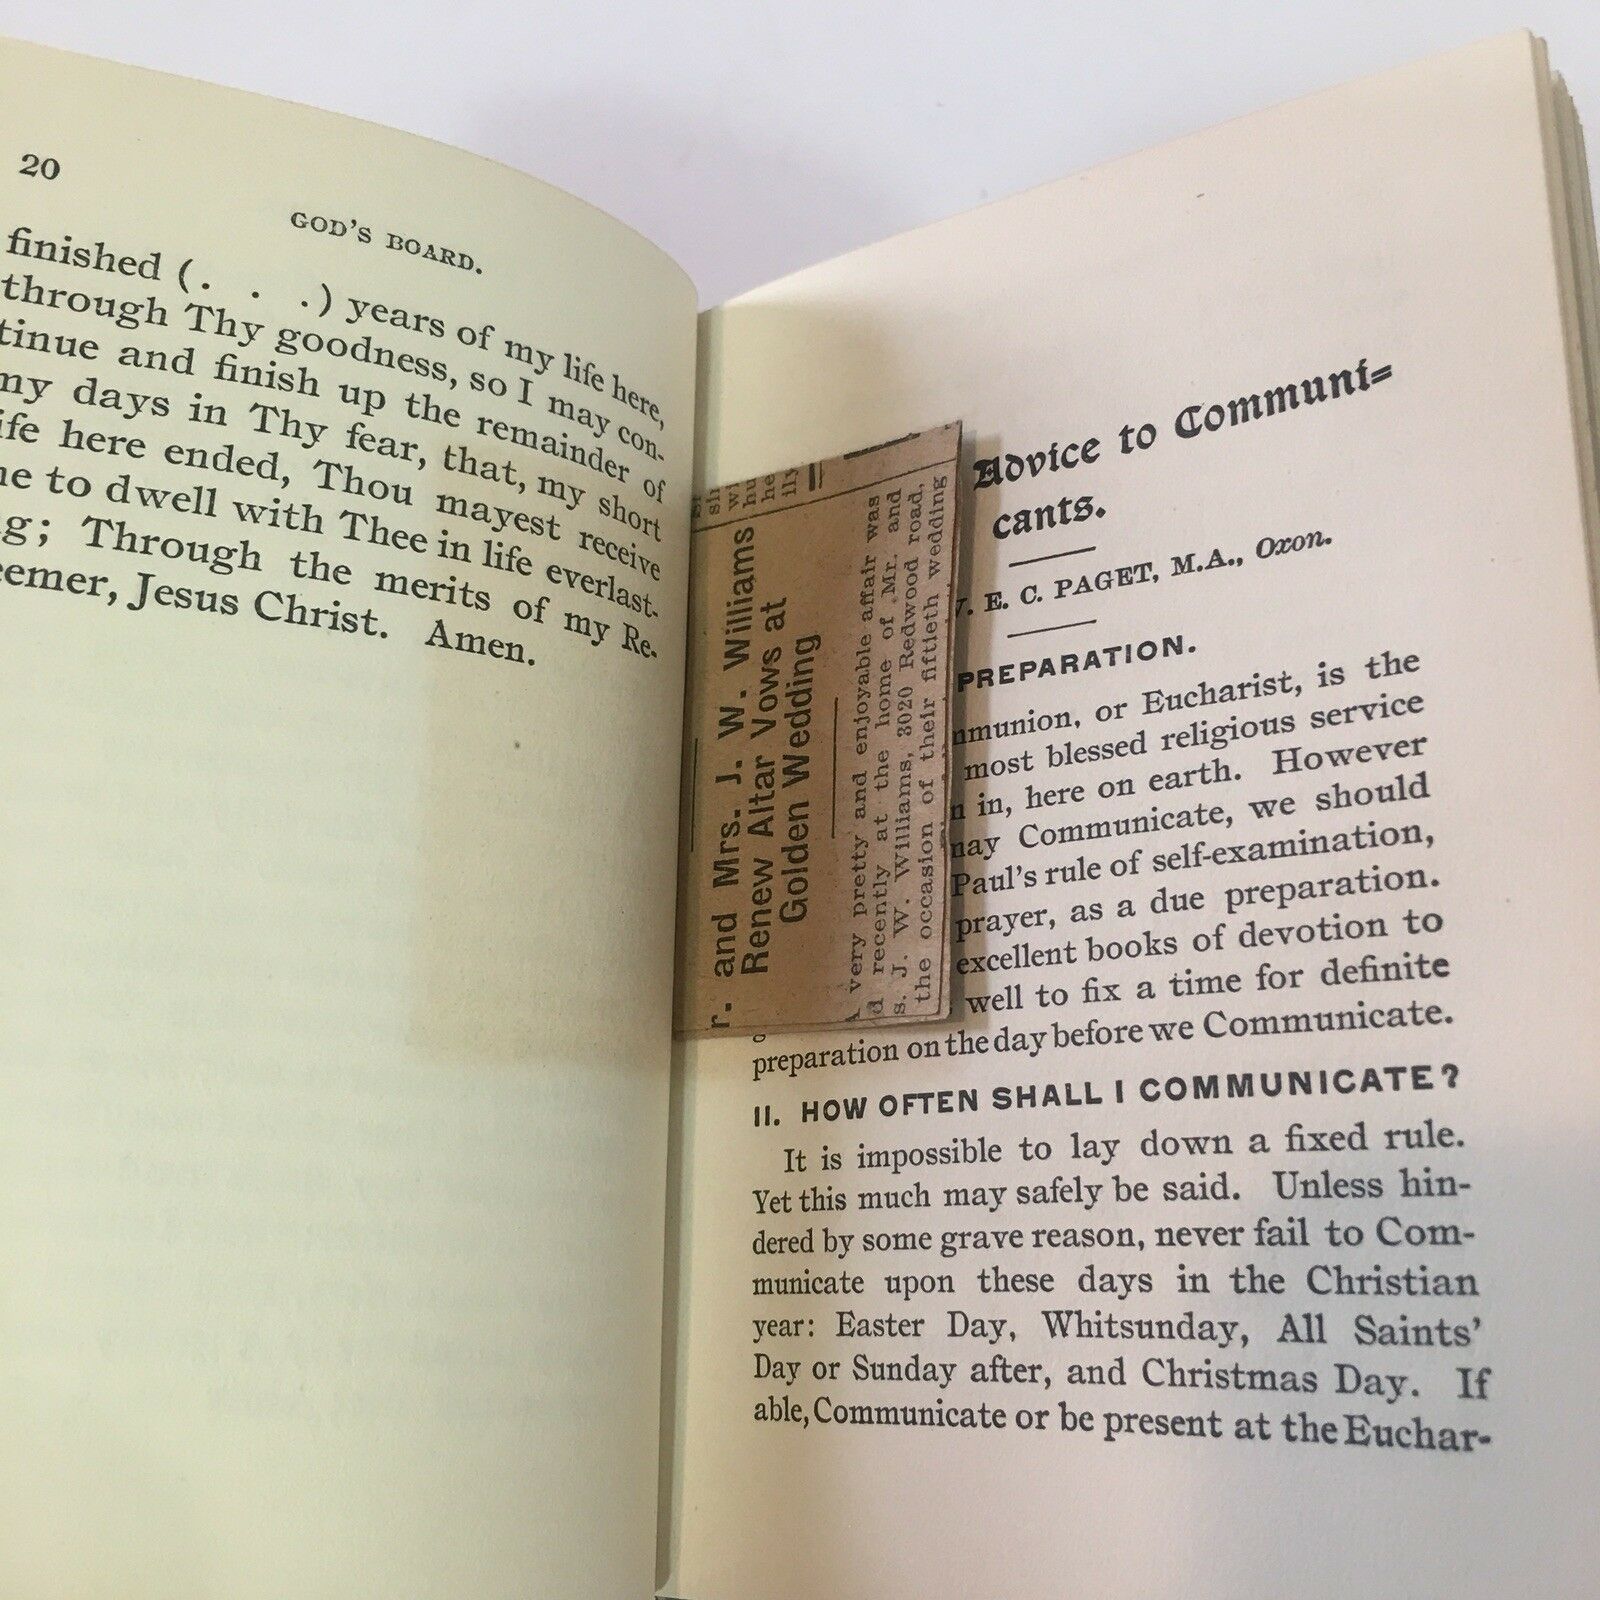 20
GOD'S BOARD.
finished (. . .) years of my life here,
through Thy goodness, so I may con-
tinue and finish up the remainder of
my days in Thy fear, that, my short
ife here ended, Thou mayest receive
ne to dwell with Thee in life everlast-
g; Through the merits of my Re-
eemer, Jesus Christ. Amen.
r. and Mrs. J. W. Williams
Renew Altar Vows at
Golden Wedding
A very pretty and enjoyable affair was
d recently at the home of Mr. and
s. J. W. Williams, 3020 Redwood road,
the occasion of their fiftieth wedding
Advice to Communi=
cants.
E. C. PAGET, M.A., Oxon.
PREPARATION.
mmunion, or Eucharist, is the
most blessed religious service
n in, here on earth. However
nay Communicate, we should
Paul's rule of self-examination,
prayer, as a due preparation.
excellent books of devotion to
well to fix a time for definite
preparation on the day before we Communicate.
II. HOW OFTEN SHALL I COMMUNICATE?
It is impossible to lay down a fixed rule.
Yet this much may safely be said. Unless hin-
dered by some grave reason, never fail to Com-
municate upon these days in the Christian
year: Easter Day, Whitsunday, All Saints'
Day or Sunday after, and Christmas Day. If
able, Communicate or be present at the Euchar-